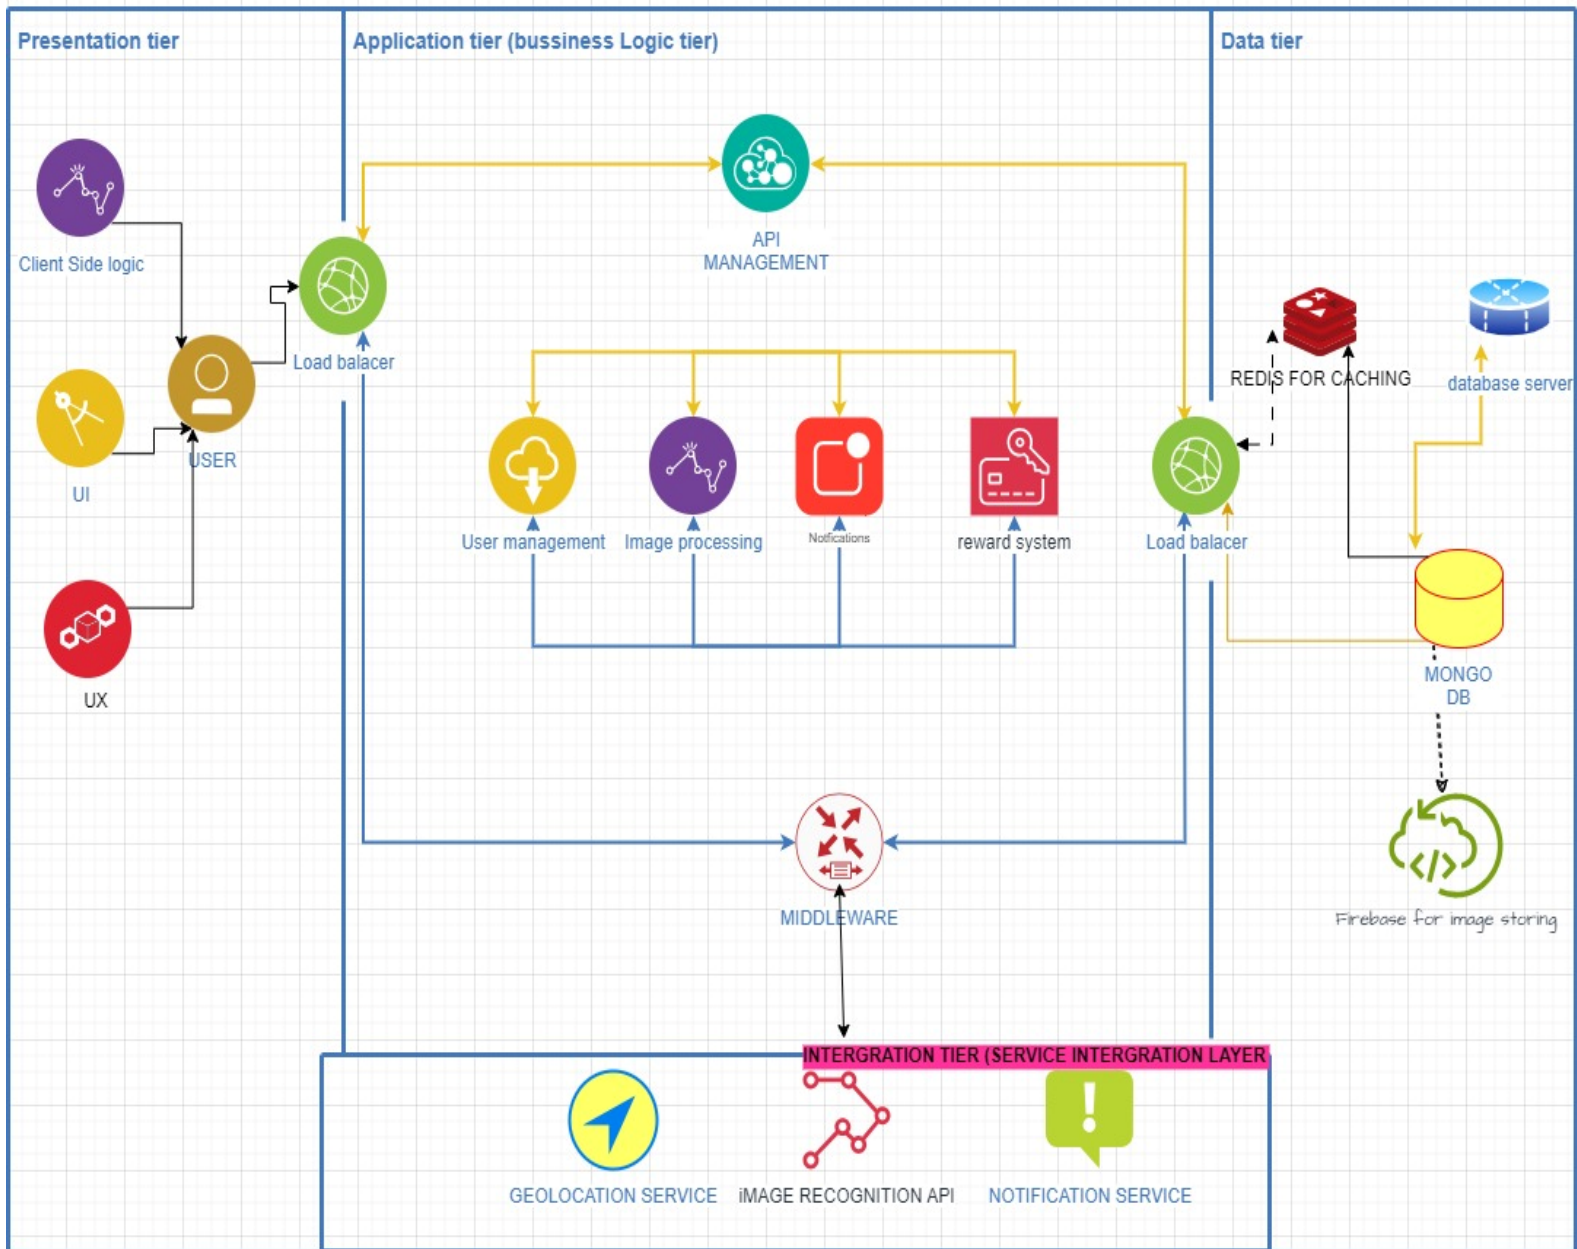 Presentation tier
Application tier (bussiness Logic tier)
Data tier
Client Side logic
API
MANAGEMENT
Load balacer
REDIS FOR CACHING
database server
USER
UI
User management
Image processing
Notfications
reward system
Load balacer
UX
MONGO
DB
MIDDLEWARE
Firebase for image storing
INTERGRATION TIER (SERVICE INTERGRATION LAYER
GEOLOCATION SERVICE
iMAGE RECOGNITION API
NOTIFICATION SERVICE